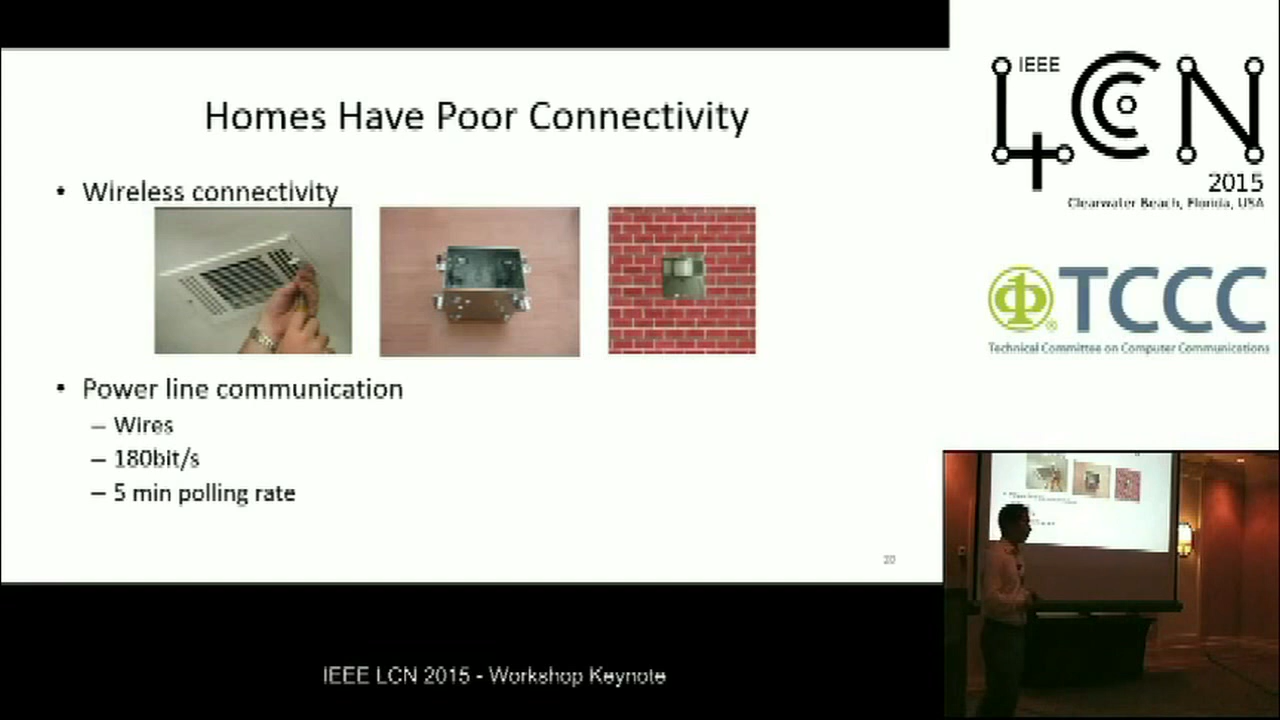 Homes Have Poor Connectivity
• Wireless connectivity
• Power line communication
– Wires
– 180bit/s
– 5 min polling rate
20
IEEE
LCN
2015
Clearwater Beach, Florida, USA
TCCC
Technical Committee on Computer Communications
IEEE LCN 2015 - Workshop Keynote